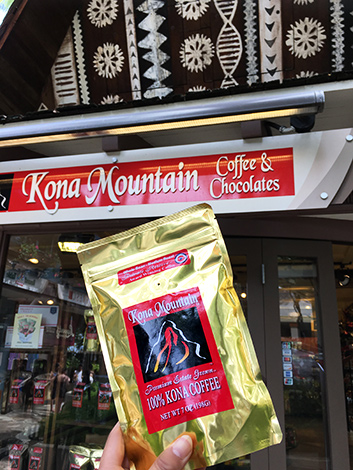 Kona Mountain Coffee &
Chocolates
Kona Mountain
Premium Estate Grown
100% KONA COFFEE
NET WT 7 OZ (198G)